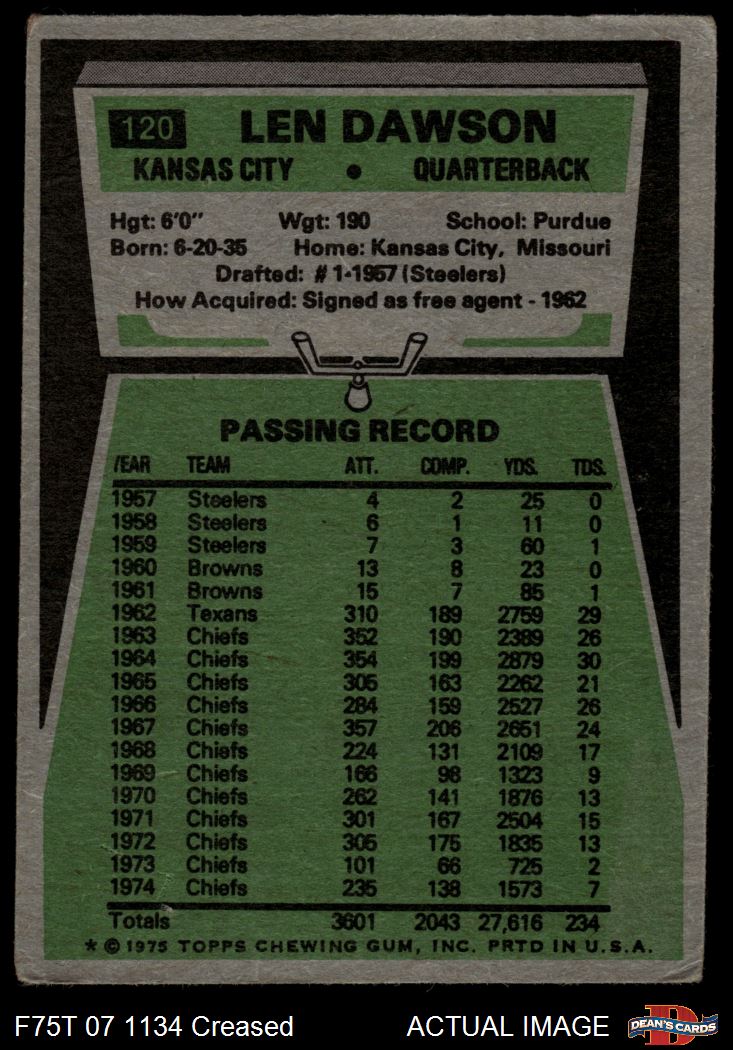 120 LEN DAWSON
KANSAS CITY • QUARTERBACK
Hgt: 6'0" Wgt: 190 School: Purdue
Born: 6-20-35 Home: Kansas City, Missouri
Drafted: #1-1957 (Steelers)
How Acquired: Signed as free agent - 1962
PASSING RECORD
YEAR TEAM ATT. COMP. YDS. TDS.
1957 Steelers 4 2 25 0
1958 Steelers 6 1 11 0
1959 Steelers 7 3 60 1
1960 Browns 13 8 23 0
1961 Browns 15 7 85 1
1962 Texans 310 189 2759 29
1963 Chiefs 352 190 2389 26
1964 Chiefs 354 199 2879 30
1965 Chiefs 305 163 2262 21
1966 Chiefs 284 159 2527 26
1967 Chiefs 357 206 2651 24
1968 Chiefs 224 131 2109 17
1969 Chiefs 166 98 1323 9
1970 Chiefs 262 141 1876 13
1971 Chiefs 301 167 2504 15
1972 Chiefs 305 175 1835 13
1973 Chiefs 101 66 725 2
1974 Chiefs 235 138 1573 7
Totals 3601 2043 27,616 234
* © 1975 TOPPS CHEWING GUM, INC. PRTD IN U.S.A.
F75T 07 1134 Creased ACTUAL IMAGE DEAN'S CARDS